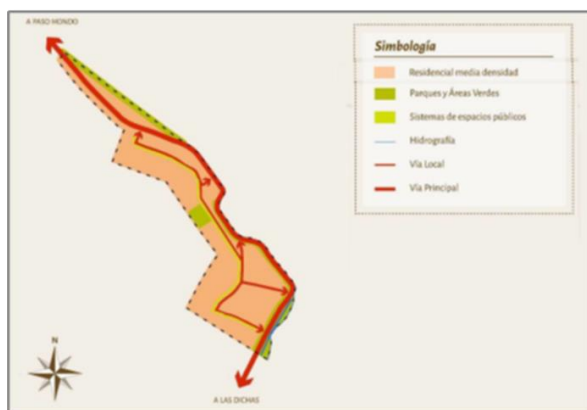 A PASO MONDO
Simbología
Residencial media densidad
Parques y Áreas Verdes
Sistemas de espacios públicos
Hidrografía
Vía Local
Vía Principal
N
A LAS DICHAS